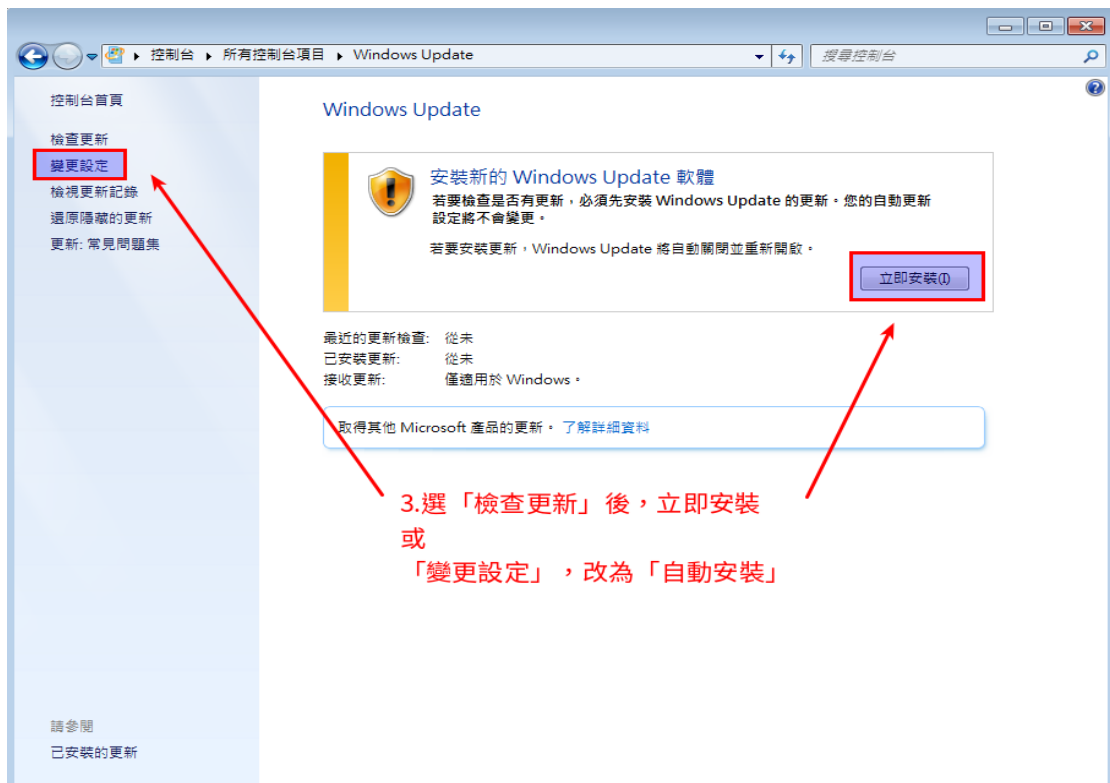 控制台 ▸ 所有控制台項目 ▸ Windows Update
搜尋控制台
控制台首頁
檢查更新
變更設定
檢視更新記錄
還原隱藏的更新
更新: 常見問題集
Windows Update
安裝新的 Windows Update 軟體
若要檢查是否有更新，必須先安裝 Windows Update 的更新。您的自動更新
設定將不會變更。
若要安裝更新，Windows Update 將自動關閉並重新開啟。
立即安裝(I)
最近的更新檢查: 從未
已安裝更新: 從未
接收更新: 僅適用於 Windows。
取得其他 Microsoft 產品的更新。 了解詳細資料
3.選「檢查更新」後，立即安裝
或
「變更設定」，改為「自動安裝」
請參閱
已安裝的更新